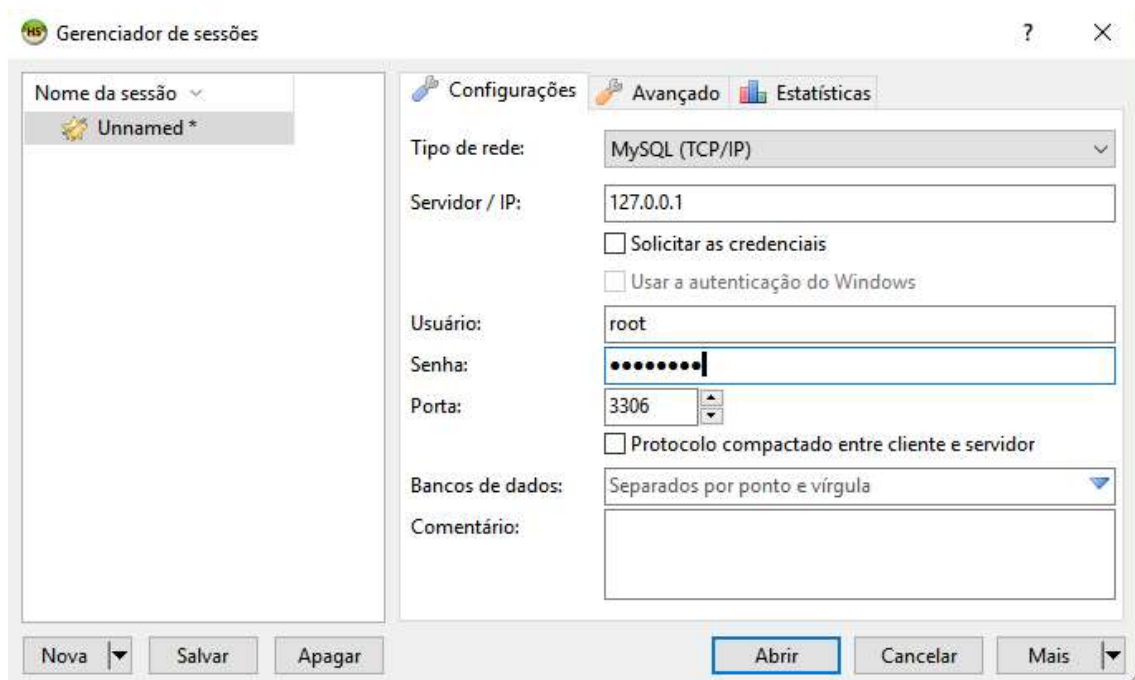 HS Gerenciador de sessões ?
Nome da sessão
Unnamed *
Configurações Avançado Estatísticas
Tipo de rede: MySQL (TCP/IP)
Servidor / IP: 127.0.0.1
Solicitar as credenciais
Usar a autenticação do Windows
Usuário: root
Senha: ●●●●●●●●
Porta: 3306
Protocolo compactado entre cliente e servidor
Bancos de dados: Separados por ponto e vírgula
Comentário:
Nova Salvar Apagar Abrir Cancelar Mais